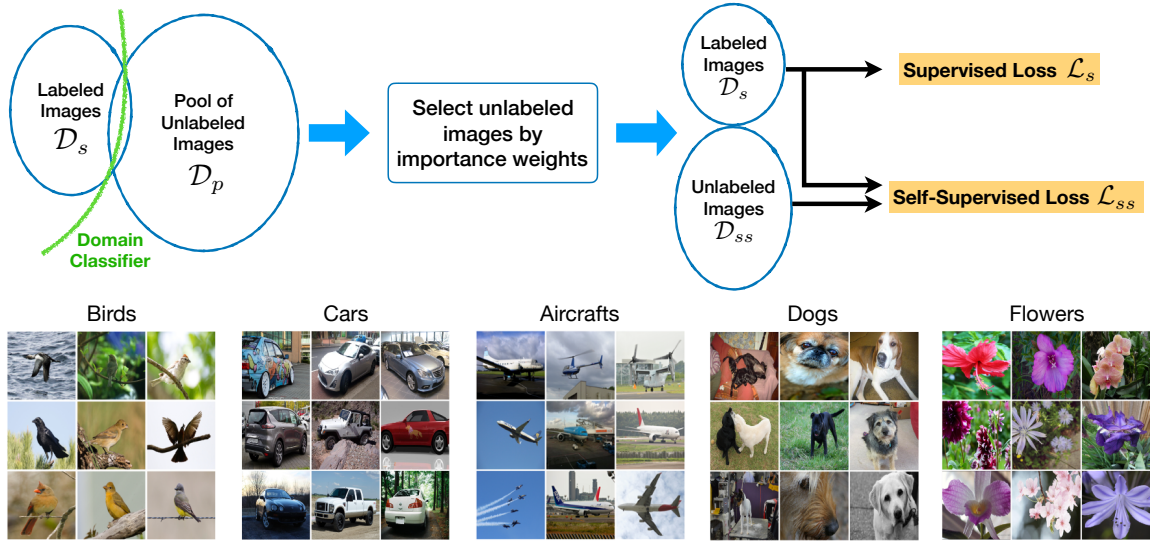 Labeled
Images
𝒟ₛ
Pool of
Unlabeled
Images
𝒟ₚ
Domain
Classifier
Select unlabeled
images by
importance weights
Labeled
Images
𝒟ₛ
Unlabeled
Images
𝒟ₛₛ
Supervised Loss ℒₛ
Self-Supervised Loss ℒₛₛ
Birds
Cars
Aircrafts
Dogs
Flowers